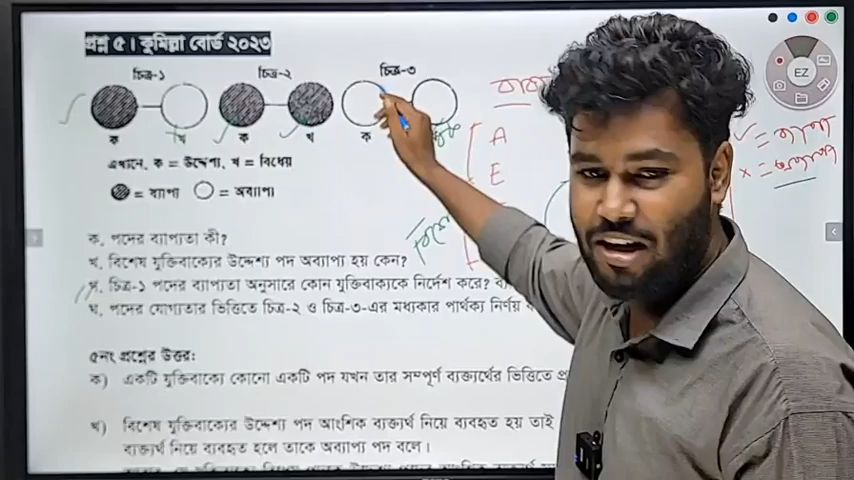 প্রশ্ন ৫। কুমিল্লা বোর্ড ২০২৩
চিত্র-১ চিত্র-২ চিত্র-৩
ক খ ক খ ক
এখানে, ক = উদ্দেশ্য, খ = বিধেয়
= ব্যাপ্য = অব্যাপ্য
ক. পদের ব্যাপ্যতা কী?
খ. বিশেষ যুক্তিবাক্যের উদ্দেশ্য পদ অব্যাপ্য হয় কেন?
গ. চিত্র-১ পদের ব্যাপ্যতা অনুসারে কোন যুক্তিবাক্যকে নির্দেশ করে?
ঘ. পদের যোগ্যতার ভিত্তিতে চিত্র-২ ও চিত্র-৩-এর মধ্যকার পার্থক্য নির্ণয়
৫নং প্রশ্নের উত্তর:
ক) একটি যুক্তিবাক্যে কোনো একটি পদ যখন তার সম্পূর্ণ ব্যক্ত্যর্থের ভিত্তিতে
খ) বিশেষ যুক্তিবাক্যের উদ্দেশ্য পদ আংশিক ব্যক্ত্যর্থ নিয়ে ব্যবহৃত হয় তাই
ব্যক্ত্যর্থ নিয়ে ব্যবহৃত হলে তাকে অব্যাপ্য পদ বলে।
A
E
EZ